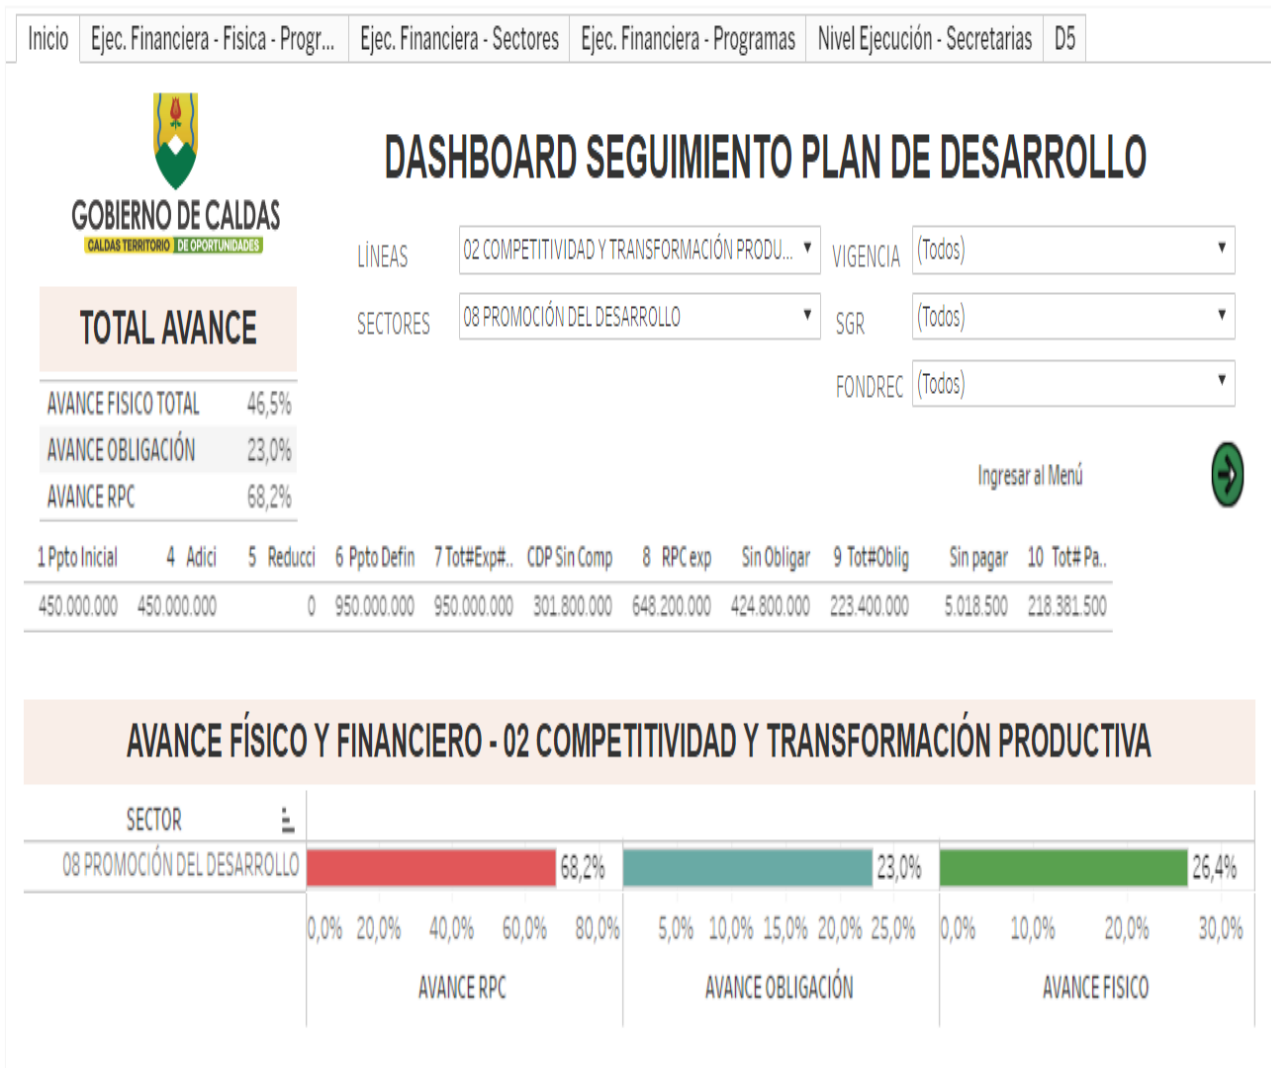 Inicio Ejec. Financiera - Fisica - Progr... Ejec. Financiera - Sectores Ejec. Financiera - Programas Nivel Ejecución - Secretarias D5
GOBIERNO DE CALDAS
CALDAS TERRITORIO DE OPORTUNIDADES
DASHBOARD SEGUIMIENTO PLAN DE DESARROLLO
LÍNEAS 02 COMPETITIVIDAD Y TRANSFORMACIÓN PRODU... VIGENCIA (Todos)
SECTORES 08 PROMOCIÓN DEL DESARROLLO SGR (Todos)
FONDREC (Todos)
Ingresar al Menú
TOTAL AVANCE
AVANCE FISICO TOTAL 46,5%
AVANCE OBLIGACIÓN 23,0%
AVANCE RPC 68,2%
1 Ppto Inicial 4 Adici 5 Reducci 6 Ppto Defin 7 Tot#Exp#.. CDP Sin Comp 8 RPC exp Sin Obligar 9 Tot#Oblig Sin pagar 10 Tot# Pa..
450.000.000 450.000.000 0 950.000.000 950.000.000 301.800.000 648.200.000 424.800.000 223.400.000 5.018.500 218.381.500
AVANCE FÍSICO Y FINANCIERO - 02 COMPETITIVIDAD Y TRANSFORMACIÓN PRODUCTIVA
SECTOR
08 PROMOCIÓN DEL DESARROLLO 68,2% 23,0% 26,4%
0,0% 20,0% 40,0% 60,0% 80,0% 5,0% 10,0% 15,0% 20,0% 25,0% 0,0% 10,0% 20,0% 30,0%
AVANCE RPC AVANCE OBLIGACIÓN AVANCE FISICO